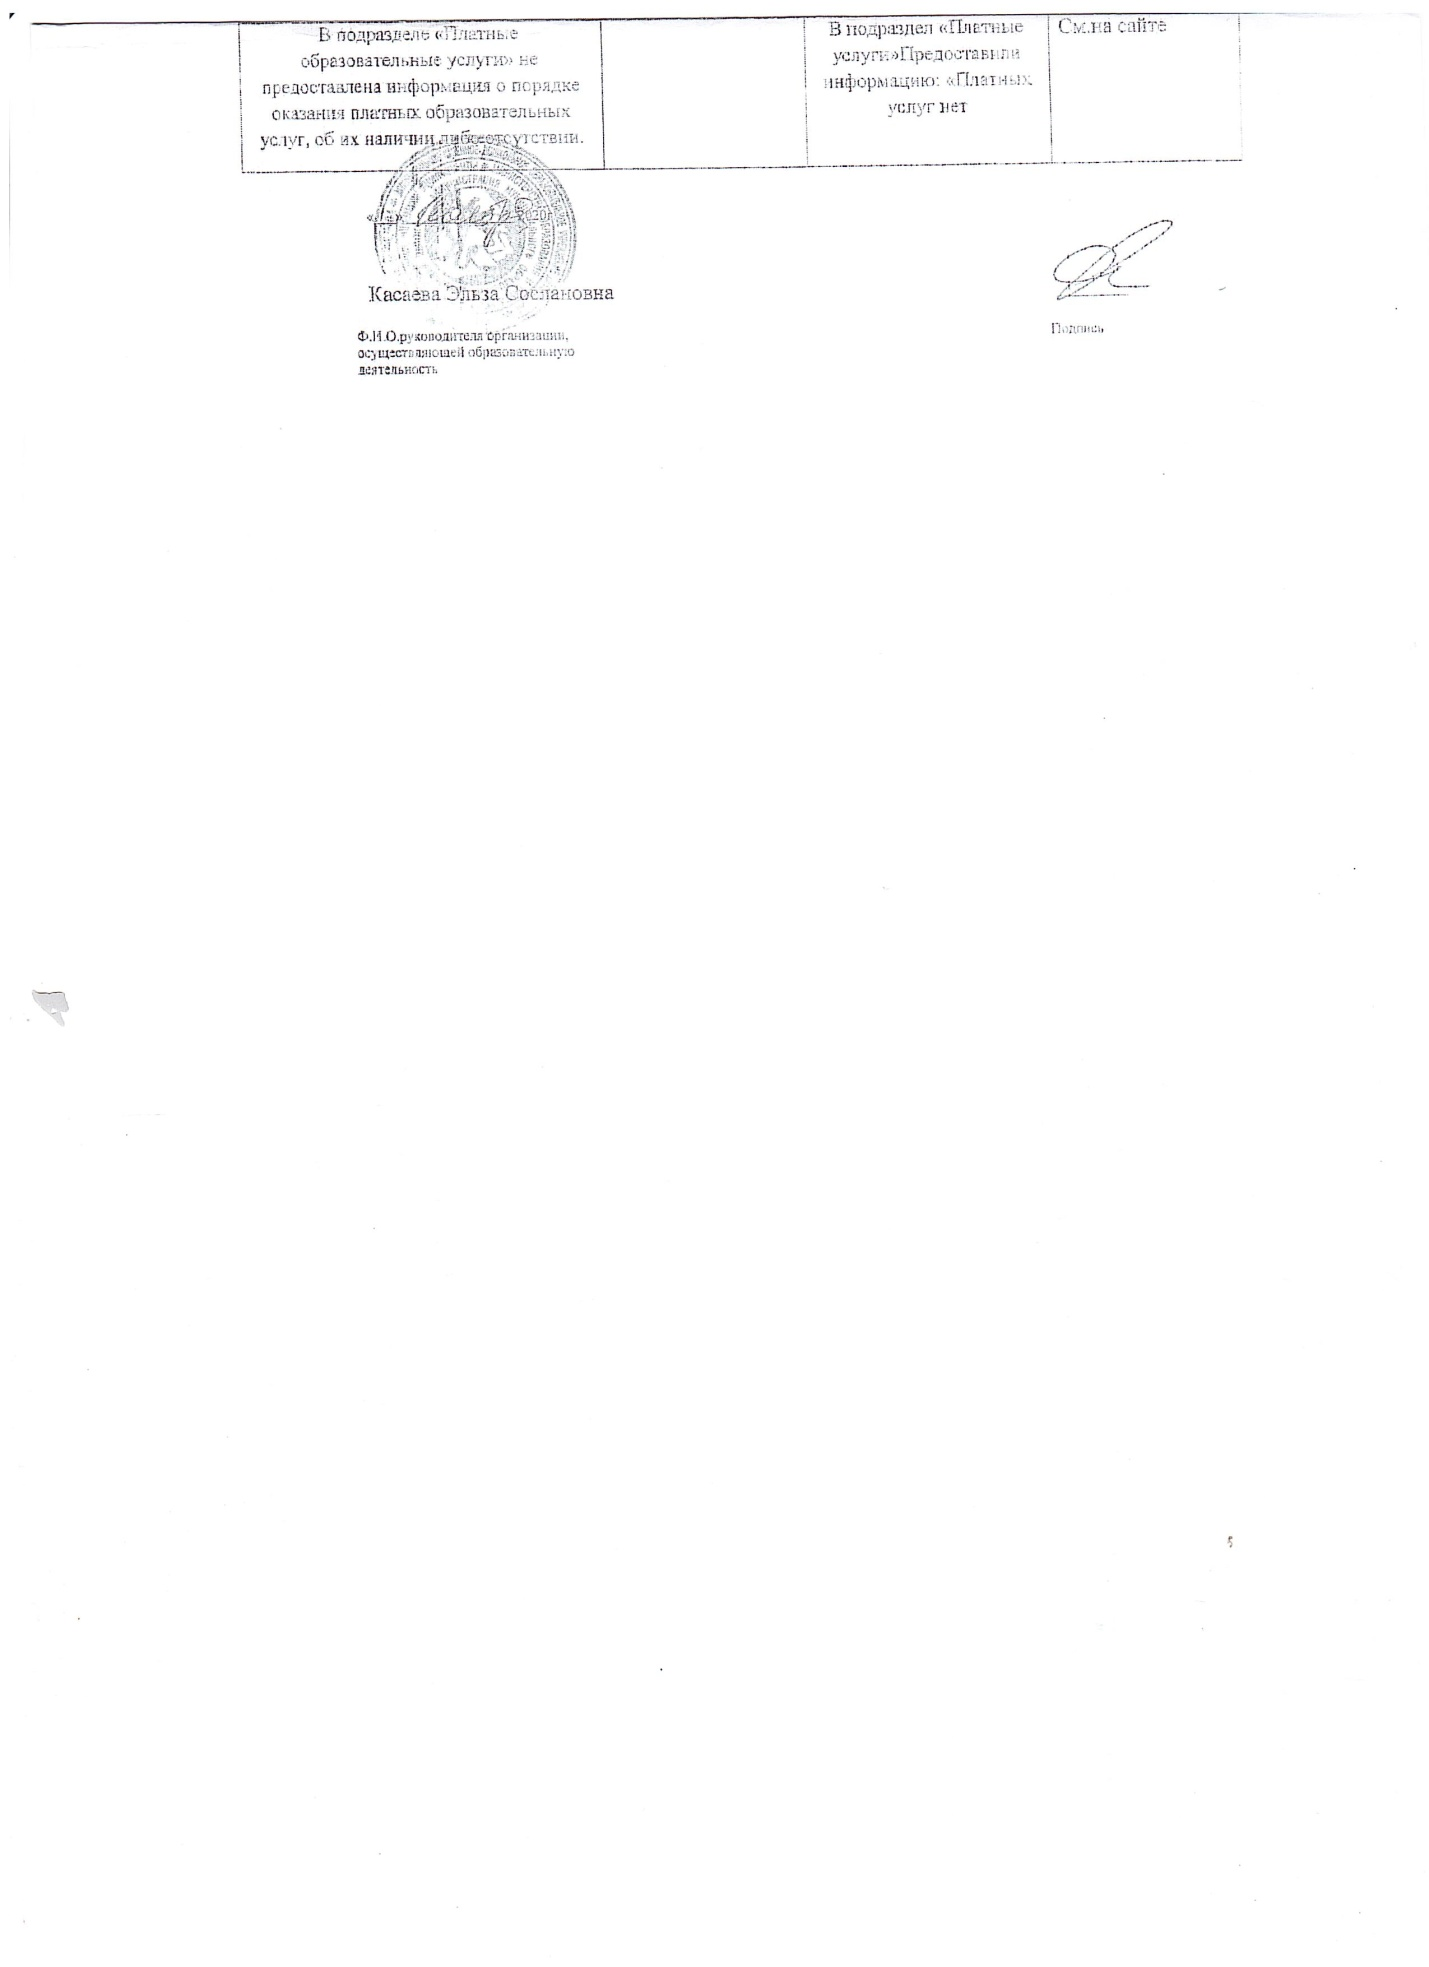 В подразделе «Платные
образовательные услуги» не
предоставлена информация о порядке
оказания платных образовательных
услуг, об их наличии,либо отсутствии.
В подраздел «Платные
услуги»Предоставили
информацию: «Платных
услуг нет
См.на сайте
2020г
Касаева Эльза Сослановна
Ф.И.О.руководителя организации,
осуществляющей образовательную
деятельность
Подпись